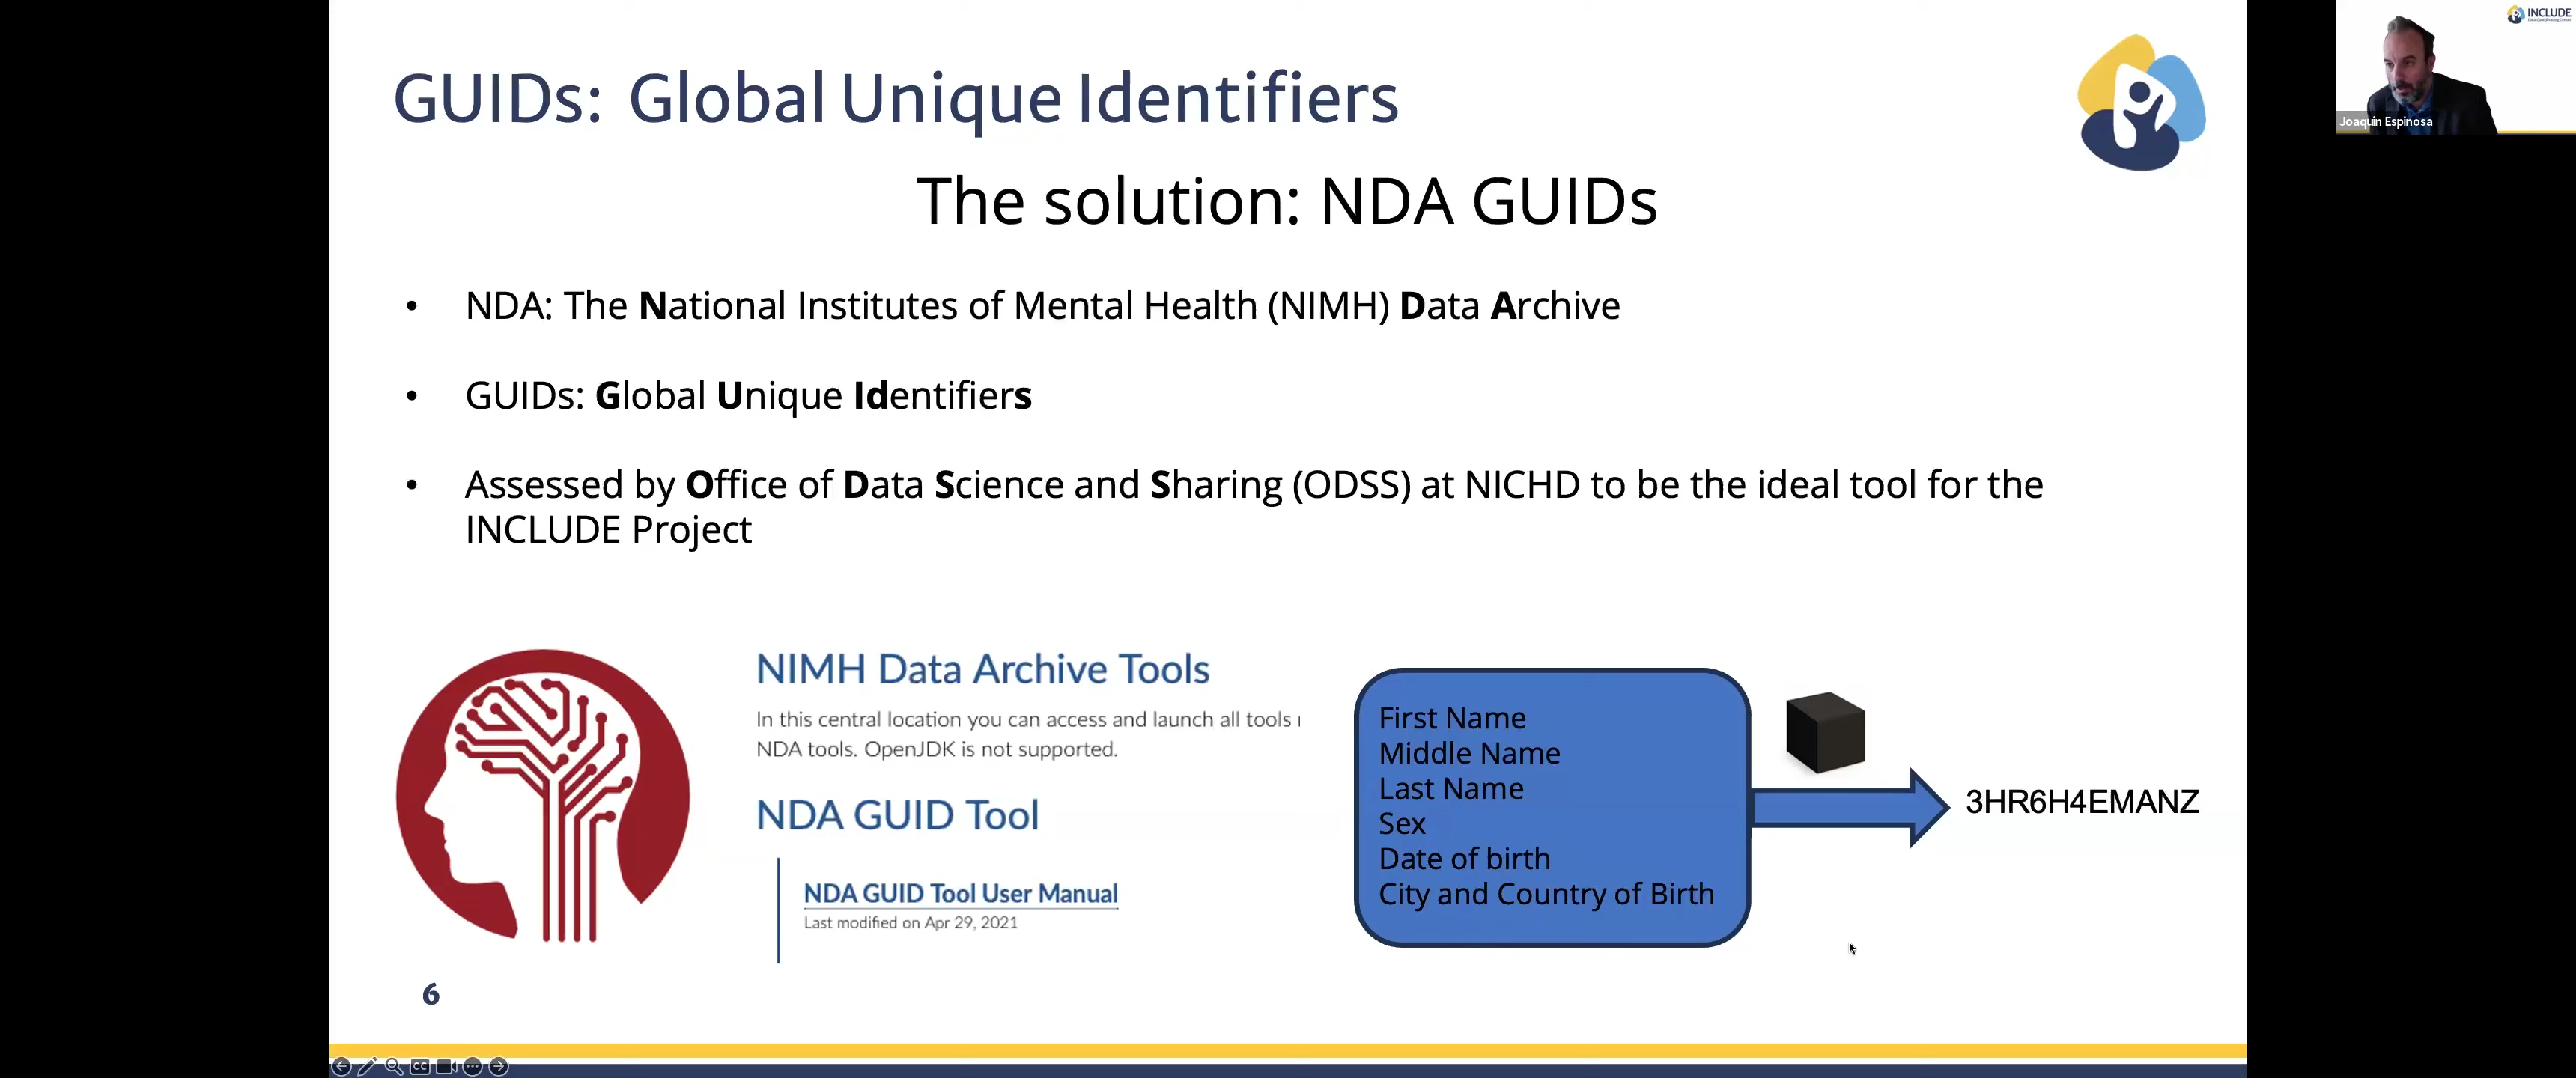 GUIDs: Global Unique Identifiers
INCLUDE
Joaquin Espinosa
The solution: NDA GUIDs
• NDA: The National Institutes of Mental Health (NIMH) Data Archive
• GUIDs: Global Unique Identifiers
• Assessed by Office of Data Science and Sharing (ODSS) at NICHD to be the ideal tool for the
INCLUDE Project
NIMH Data Archive Tools
In this central location you can access and launch all tools
NDA tools. OpenJDK is not supported.
NDA GUID Tool
NDA GUID Tool User Manual
Last modified on Apr 29, 2021
First Name
Middle Name
Last Name
Sex
Date of birth
City and Country of Birth
3HR6H4EMANZ
6
CC